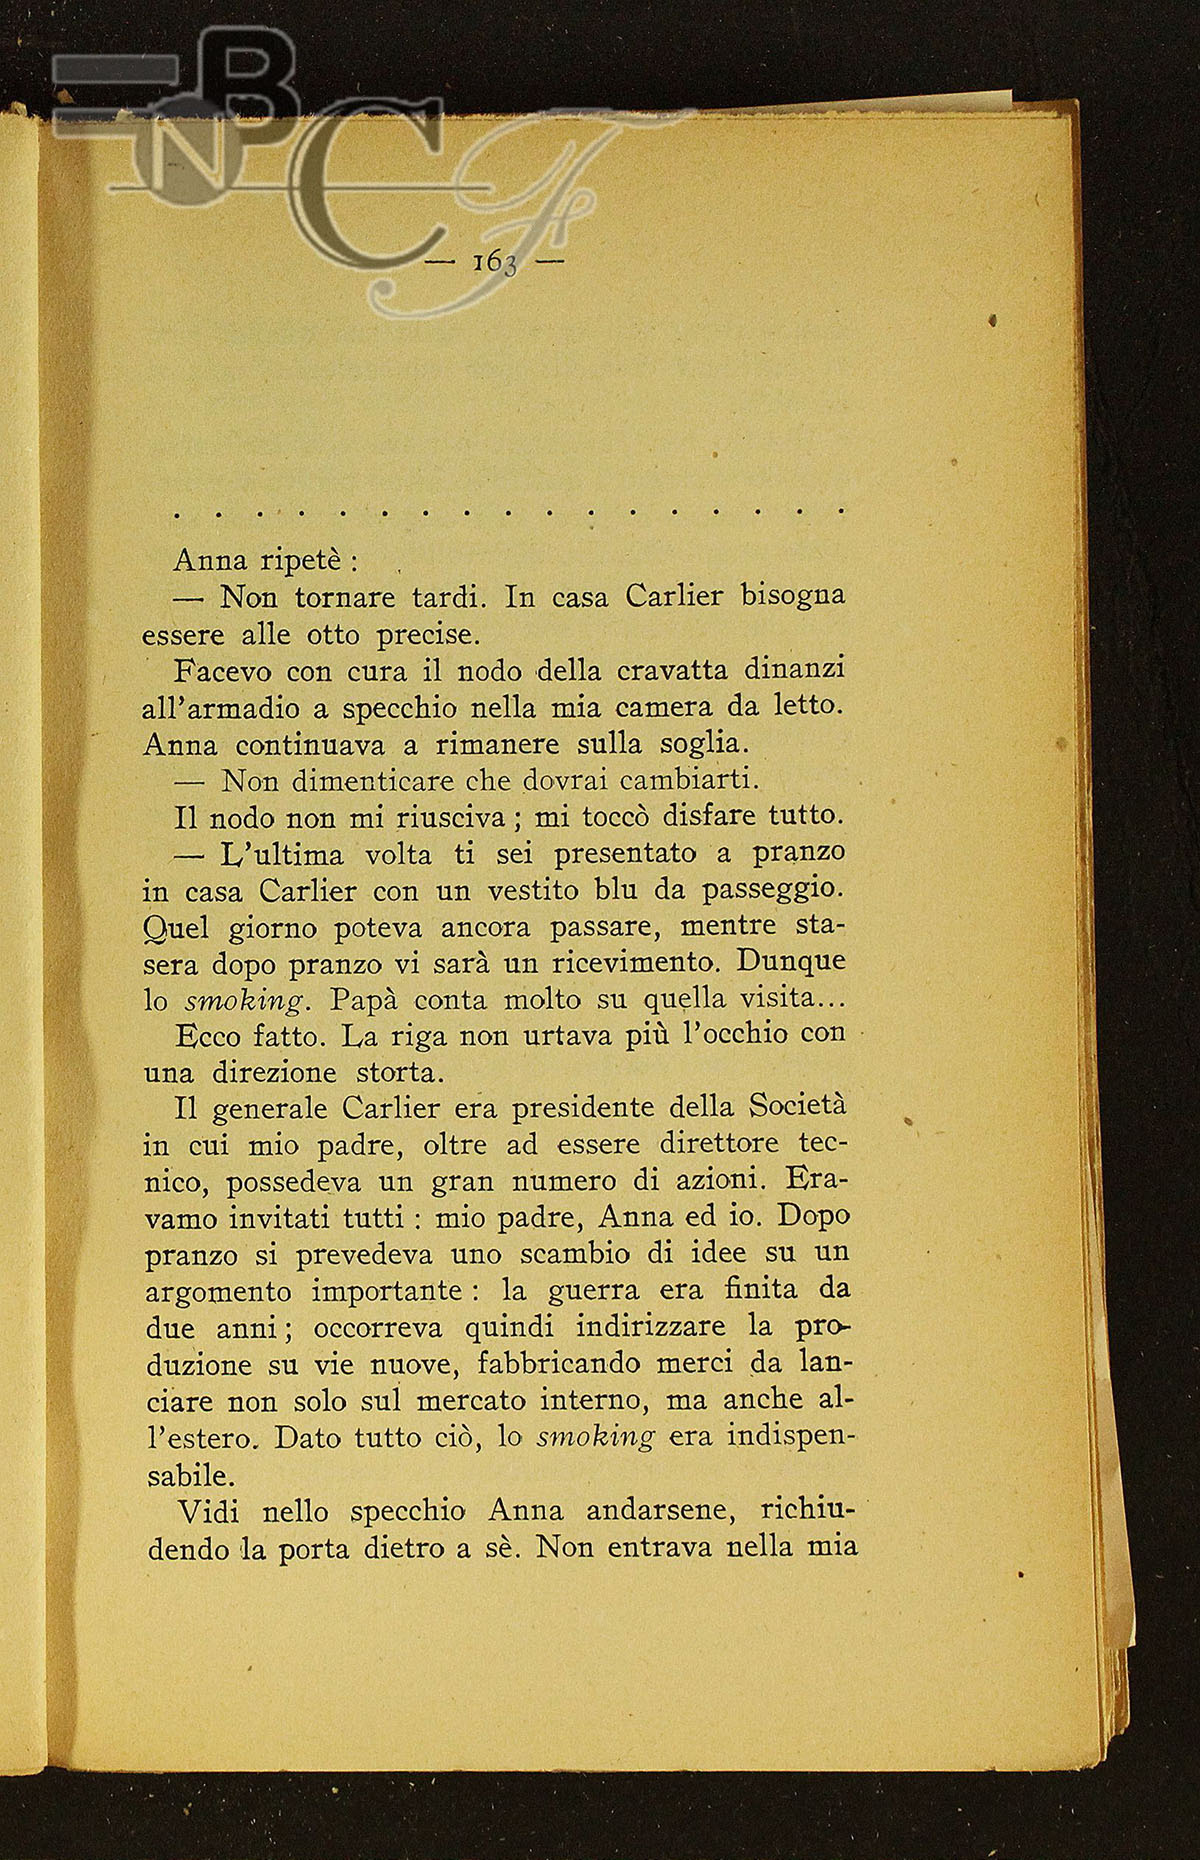 BNCF
— 163 —
. . . . . . . . . . . . . . . . .
Anna ripetè :
— Non tornare tardi. In casa Carlier bisogna
essere alle otto precise.
Facevo con cura il nodo della cravatta dinanzi
all'armadio a specchio nella mia camera da letto.
Anna continuava a rimanere sulla soglia.
— Non dimenticare che dovrai cambiarti.
Il nodo non mi riusciva ; mi toccò disfare tutto.
— L'ultima volta ti sei presentato a pranzo
in casa Carlier con un vestito blu da passeggio.
Quel giorno poteva ancora passare, mentre sta-
sera dopo pranzo vi sarà un ricevimento. Dunque
lo smoking. Papà conta molto su quella visita...
Ecco fatto. La riga non urtava più l'occhio con
una direzione storta.
Il generale Carlier era presidente della Società
in cui mio padre, oltre ad essere direttore tec-
nico, possedeva un gran numero di azioni. Era-
vamo invitati tutti : mio padre, Anna ed io. Dopo
pranzo si prevedeva uno scambio di idee su un
argomento importante : la guerra era finita da
due anni ; occorreva quindi indirizzare la pro-
duzione su vie nuove, fabbricando merci da lan-
ciare non solo sul mercato interno, ma anche al-
l'estero. Dato tutto ciò, lo smoking era indispen-
sabile.
Vidi nello specchio Anna andarsene, richiu-
dendo la porta dietro a sè. Non entrava nella mia